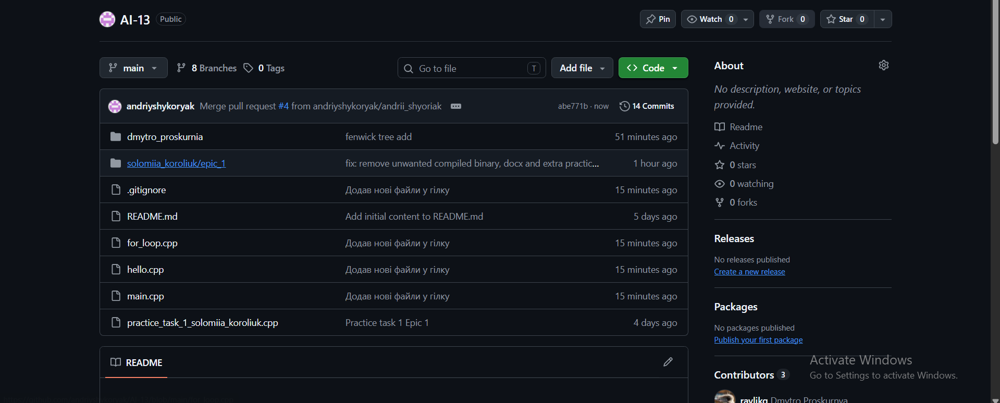 AI-13 Public
Pin Watch 0 Fork 0 Star 0
main 8 Branches 0 Tags Go to file T Add file Code
andriyshykoryak Merge pull request #4 from andriyshykoryak/andrii_shyoriak abe771b · now 14 Commits
dmytro_proskurnia fenwick tree add 51 minutes ago
solomiia_koroliuk/epic_1 fix: remove unwanted compiled binary, docx and extra practic... 1 hour ago
.gitignore Додав нові файли у гілку 15 minutes ago
README.md Add initial content to README.md 5 days ago
for_loop.cpp Додав нові файли у гілку 15 minutes ago
hello.cpp Додав нові файли у гілку 15 minutes ago
main.cpp Додав нові файли у гілку 15 minutes ago
practice_task_1_solomiia_koroliuk.cpp Practice task 1 Epic 1 4 days ago
README
About
No description, website, or topics
provided.
Readme
Activity
0 stars
0 watching
0 forks
Releases
No releases published
Create a new release
Packages
No packages published
Publish your first package
Contributors 3
ravlikq Dmytro Proskurnya
Activate Windows
Go to Settings to activate Windows.